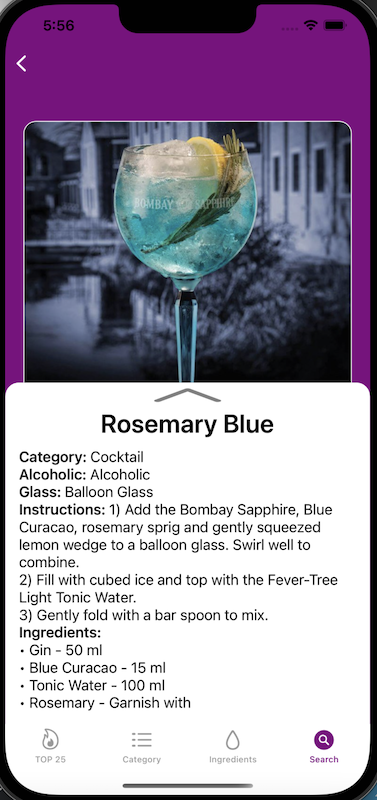 5:56
BOMBAY SAPPHIRE
Rosemary Blue
Category: Cocktail
Alcoholic: Alcoholic
Glass: Balloon Glass
Instructions: 1) Add the Bombay Sapphire, Blue
Curacao, rosemary sprig and gently squeezed
lemon wedge to a balloon glass. Swirl well to
combine.
2) Fill with cubed ice and top with the Fever-Tree
Light Tonic Water.
3) Gently fold with a bar spoon to mix.
Ingredients:
• Gin - 50 ml
• Blue Curacao - 15 ml
• Tonic Water - 100 ml
• Rosemary - Garnish with
TOP 25
Category
Ingredients
Search